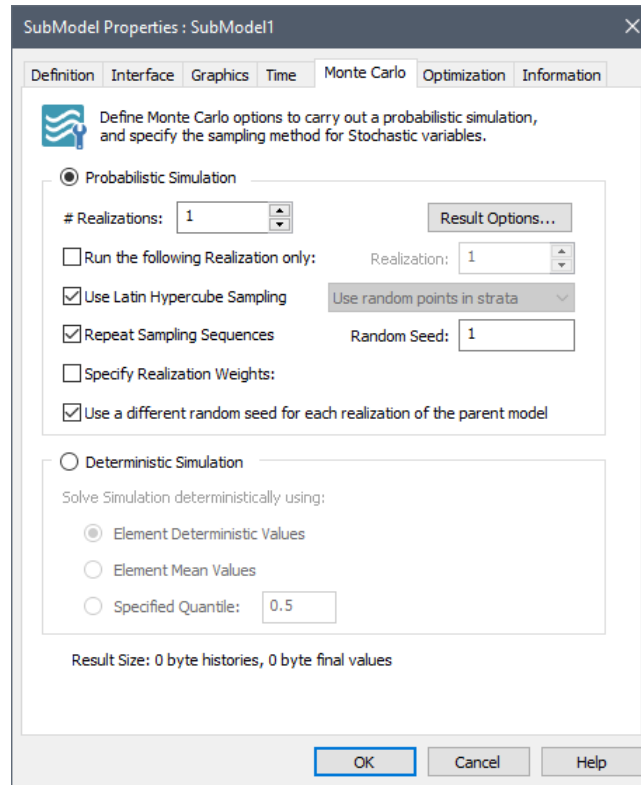 SubModel Properties : SubModel1
Definition Interface Graphics Time Monte Carlo Optimization Information
Define Monte Carlo options to carry out a probabilistic simulation,
and specify the sampling method for Stochastic variables.
Probabilistic Simulation
# Realizations: 1 Result Options...
Run the following Realization only: Realization: 1
Use Latin Hypercube Sampling Use random points in strata
Repeat Sampling Sequences Random Seed: 1
Specify Realization Weights:
Use a different random seed for each realization of the parent model
Deterministic Simulation
Solve Simulation deterministically using:
Element Deterministic Values
Element Mean Values
Specified Quantile: 0.5
Result Size: 0 byte histories, 0 byte final values
OK Cancel Help